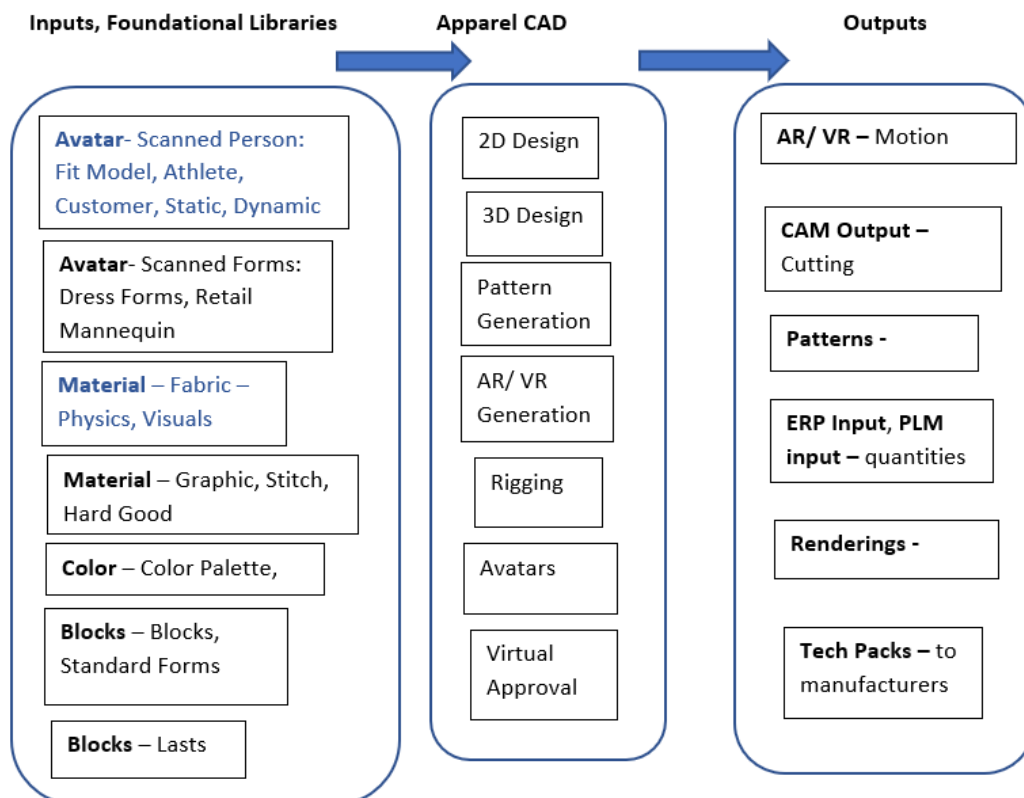 Inputs, Foundational Libraries
Apparel CAD
Outputs
Avatar- Scanned Person:
Fit Model, Athlete,
Customer, Static, Dynamic
Avatar- Scanned Forms:
Dress Forms, Retail
Mannequin
Material – Fabric –
Physics, Visuals
Material – Graphic, Stitch,
Hard Good
Color – Color Palette,
Blocks – Blocks,
Standard Forms
Blocks – Lasts
2D Design
3D Design
Pattern
Generation
AR/ VR
Generation
Rigging
Avatars
Virtual
Approval
AR/ VR – Motion
CAM Output –
Cutting
Patterns -
ERP Input, PLM
input – quantities
Renderings -
Tech Packs – to
manufacturers